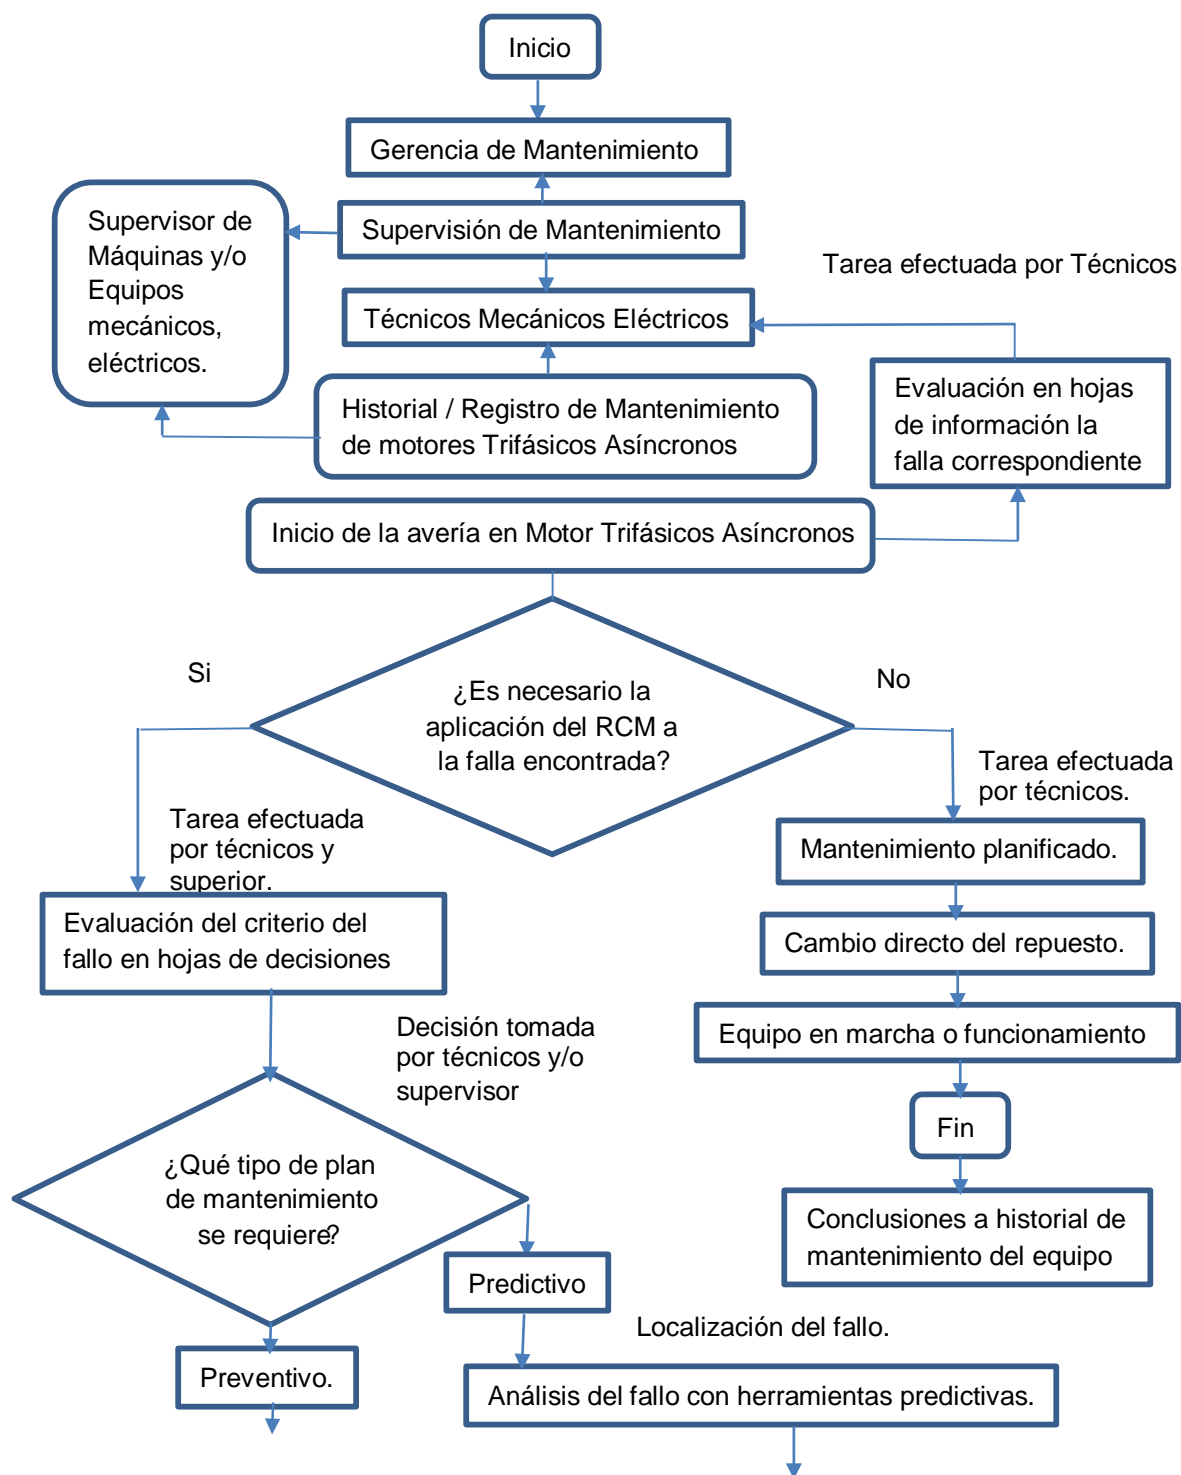 Inicio
Gerencia de Mantenimiento
Supervisor de
Máquinas y/o
Equipos
mecánicos,
eléctricos.
Supervisión de Mantenimiento
Tarea efectuada por Técnicos
Técnicos Mecánicos Eléctricos
Historial / Registro de Mantenimiento
de motores Trifásicos Asíncronos
Evaluación en hojas
de información la
falla correspondiente
Inicio de la avería en Motor Trifásicos Asíncronos
Si
¿Es necesario la
aplicación del RCM a
la falla encontrada?
No
Tarea efectuada
por técnicos.
Tarea efectuada
por técnicos y
superior.
Mantenimiento planificado.
Evaluación del criterio del
fallo en hojas de decisiones
Cambio directo del repuesto.
Decisión tomada
por técnicos y/o
supervisor
Equipo en marcha o funcionamiento
Fin
¿Qué tipo de plan
de mantenimiento
se requiere?
Conclusiones a historial de
mantenimiento del equipo
Predictivo
Localización del fallo.
Preventivo.
Análisis del fallo con herramientas predictivas.